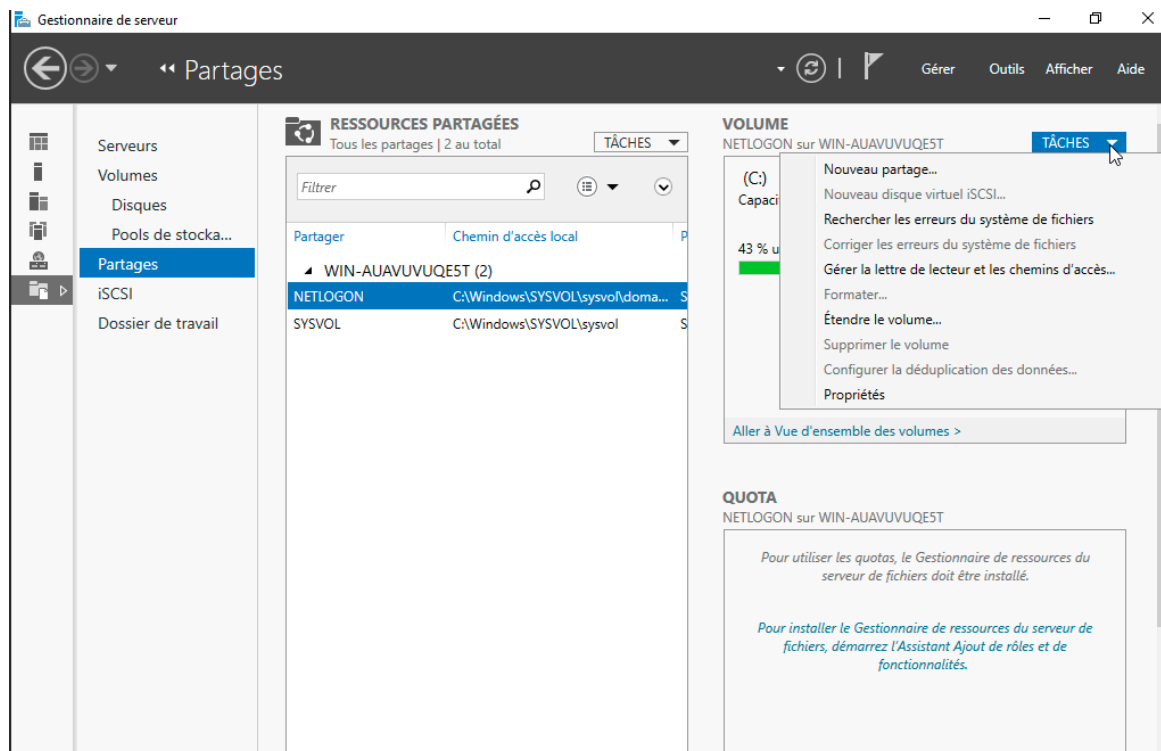 Gestionnaire de serveur
Partages
Gérer Outils Afficher Aide
Serveurs
Volumes
Disques
Pools de stocka...
Partages
iSCSI
Dossier de travail
RESSOURCES PARTAGÉES
Tous les partages | 2 au total
TÂCHES
Filtrer
Partager Chemin d'accès local P
WIN-AUAVUVUQE5T (2)
NETLOGON C:\Windows\SYSVOL\sysvol\doma... S
SYSVOL C:\Windows\SYSVOL\sysvol S
VOLUME
NETLOGON sur WIN-AUAVUVUQE5T
TÂCHES
(C:)
Capaci
43 % u
Nouveau partage...
Nouveau disque virtuel iSCSI...
Rechercher les erreurs du système de fichiers
Corriger les erreurs du système de fichiers
Gérer la lettre de lecteur et les chemins d'accès...
Formater...
Étendre le volume...
Supprimer le volume
Configurer la déduplication des données...
Propriétés
Aller à Vue d'ensemble des volumes >
QUOTA
NETLOGON sur WIN-AUAVUVUQE5T
Pour utiliser les quotas, le Gestionnaire de ressources du
serveur de fichiers doit être installé.
Pour installer le Gestionnaire de ressources du serveur de
fichiers, démarrez l'Assistant Ajout de rôles et de
fonctionnalités.